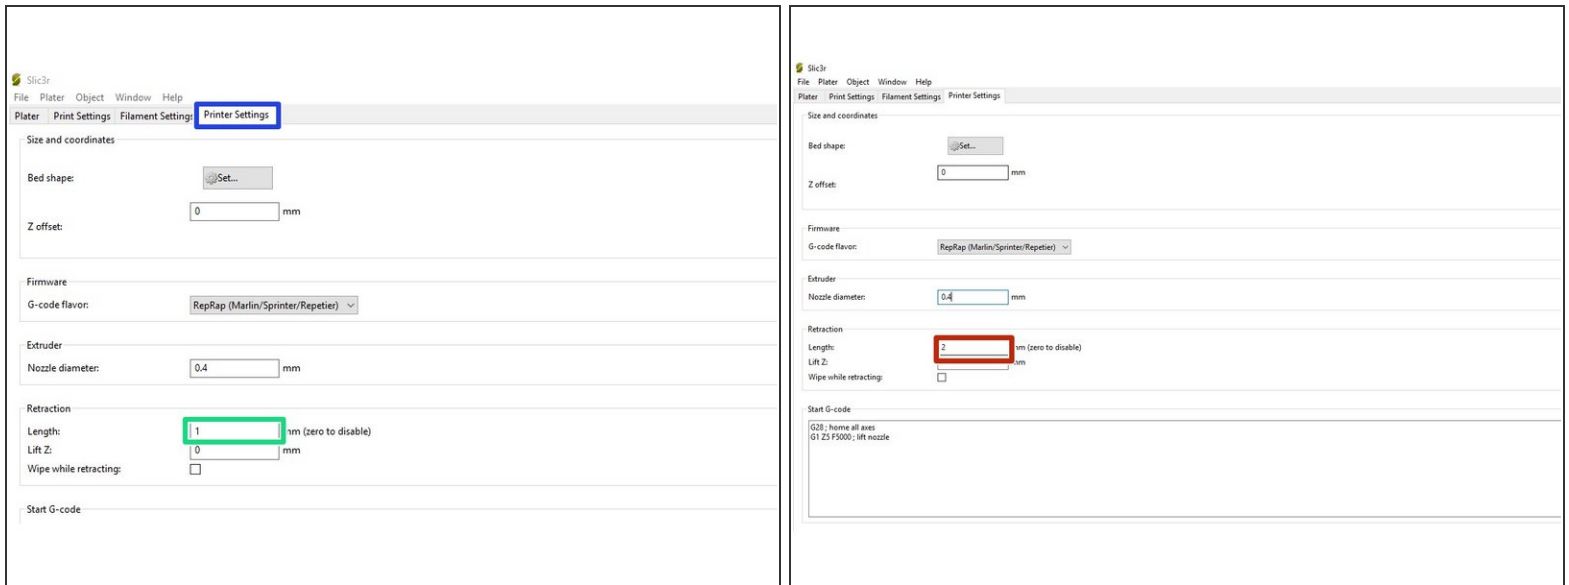 Slic3r
File Plater Object Window Help
Plater Print Settings Filament Settings Printer Settings
Size and coordinates
Bed shape: Set...
0 mm
Z offset:
Firmware
G-code flavor: RepRap (Marlin/Sprinter/Repetier)
Extruder
Nozzle diameter: 0.4 mm
Retraction
Length: 1 mm (zero to disable)
Lift Z: 0 mm
Wipe while retracting:
Start G-code
Slic3r
File Plater Object Window Help
Plater Print Settings Filament Settings Printer Settings
Size and coordinates
Bed shape: Set...
0 mm
Z offset:
Firmware
G-code flavor: RepRap (Marlin/Sprinter/Repetier)
Extruder
Nozzle diameter: 0.4 mm
Retraction
Length: 2 mm (zero to disable)
Lift Z: mm
Wipe while retracting:
Start G-code
G28 ; home all axes
G1 Z5 F5000 ; lift nozzle